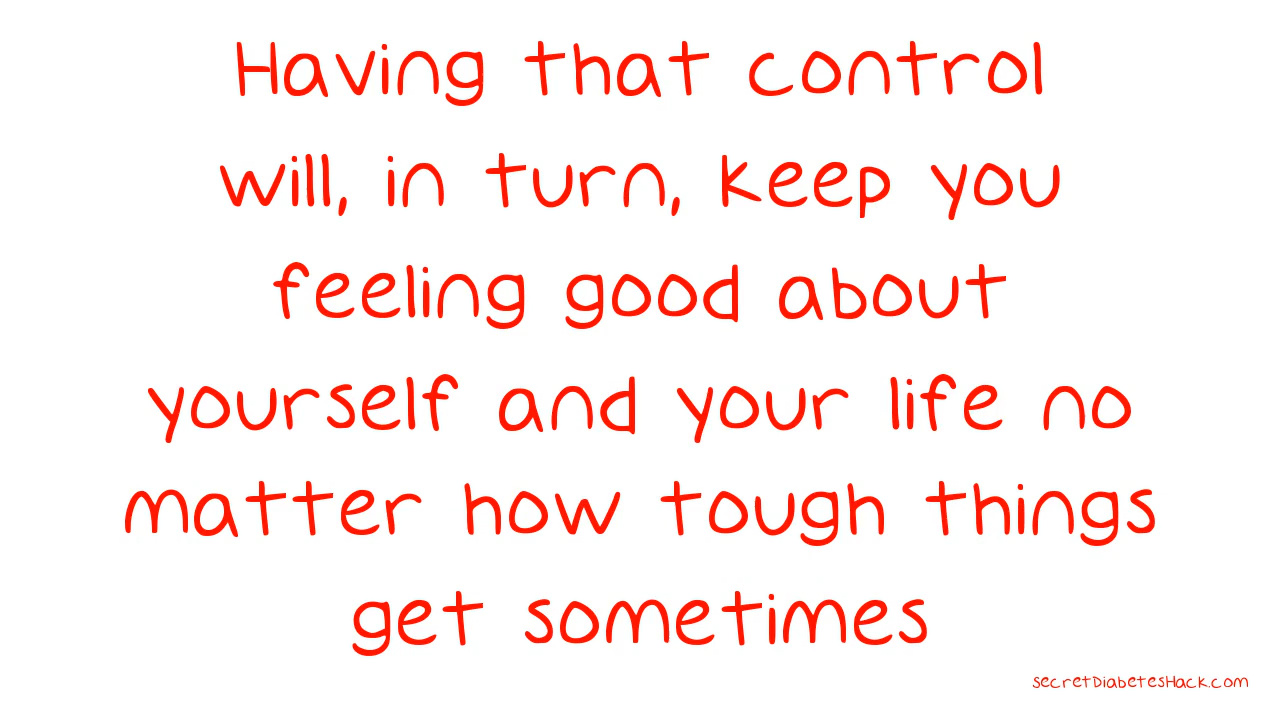 Having that control
will, in turn, keep you
feeling good about
yourself and your life no
matter how tough things
get sometimes
secretDiabetesHack.com